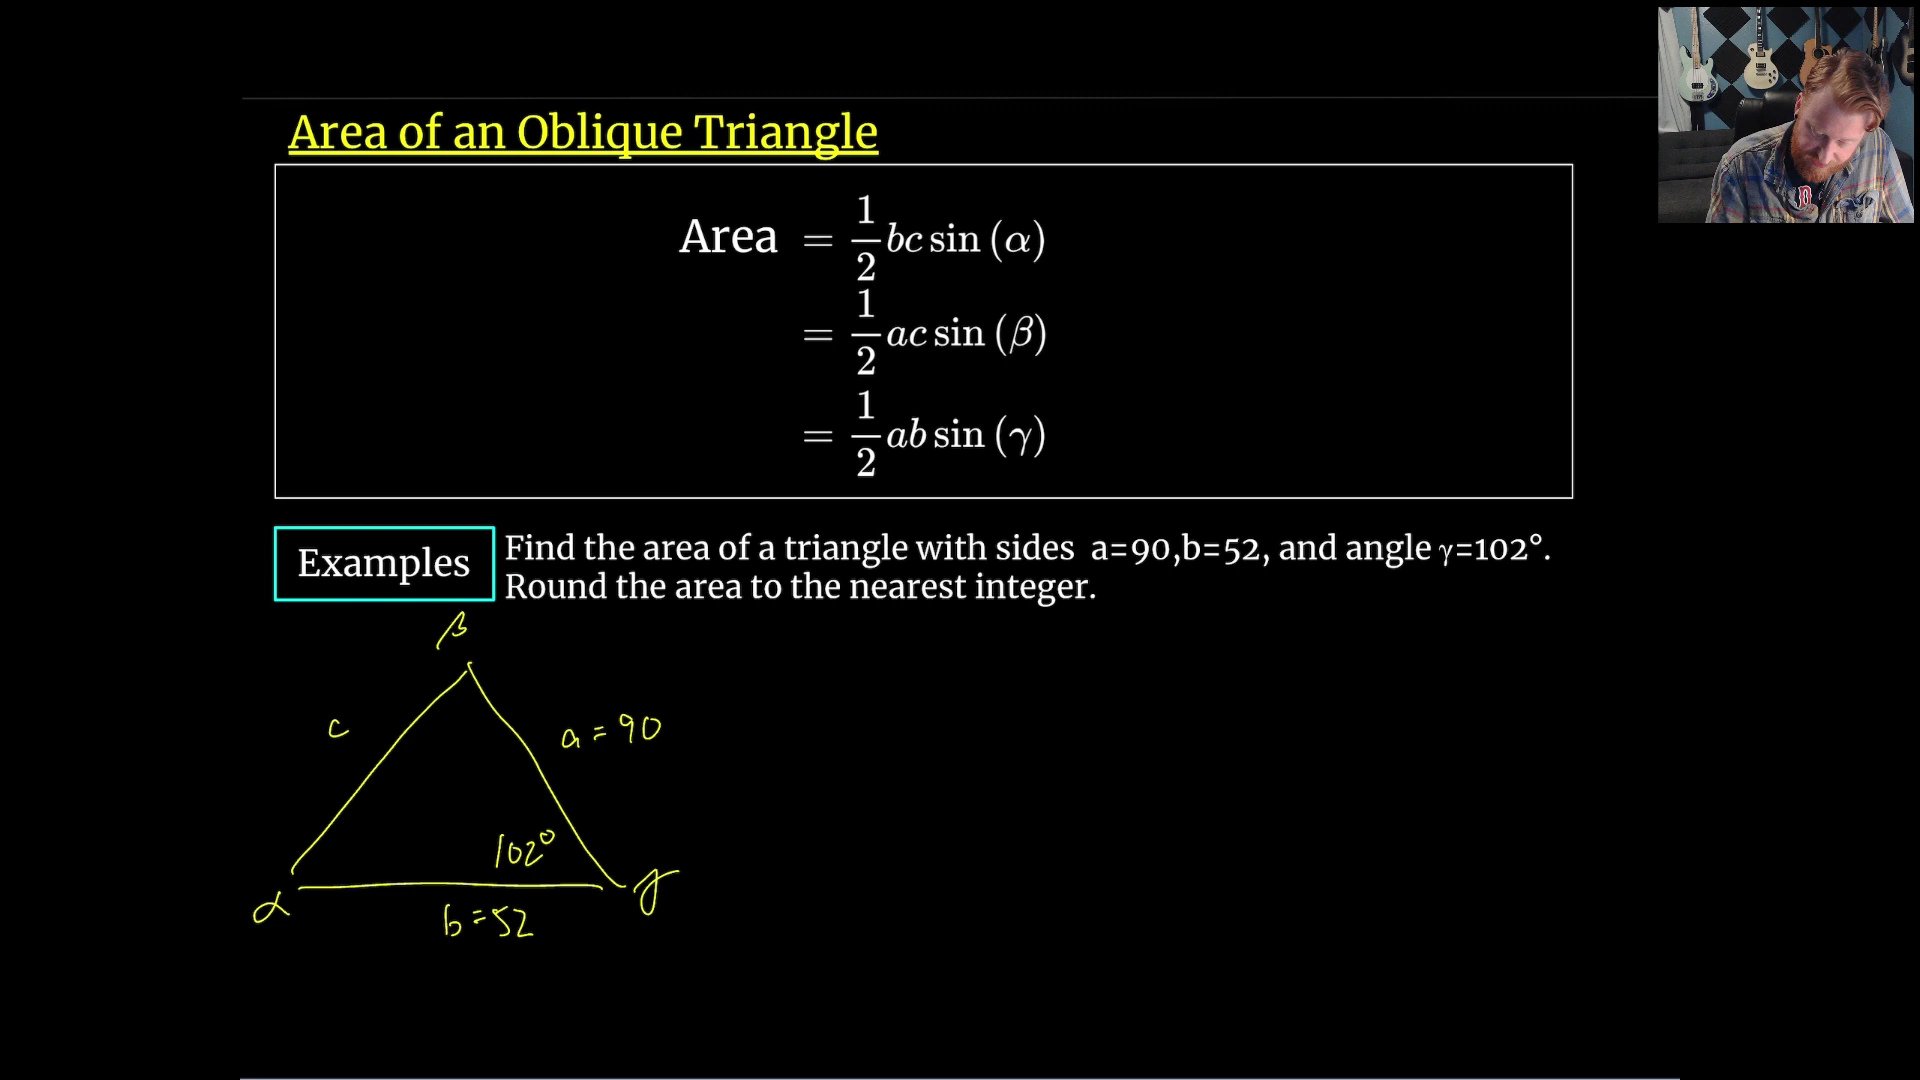 Area of an Oblique Triangle
Area = 1/2 bc sin (α)
= 1/2 ac sin (β)
= 1/2 ab sin (γ)
Examples
Find the area of a triangle with sides a=90,b=52, and angle γ=102°.
Round the area to the nearest integer.
β
c
a = 90
102°
α
γ
b = 52